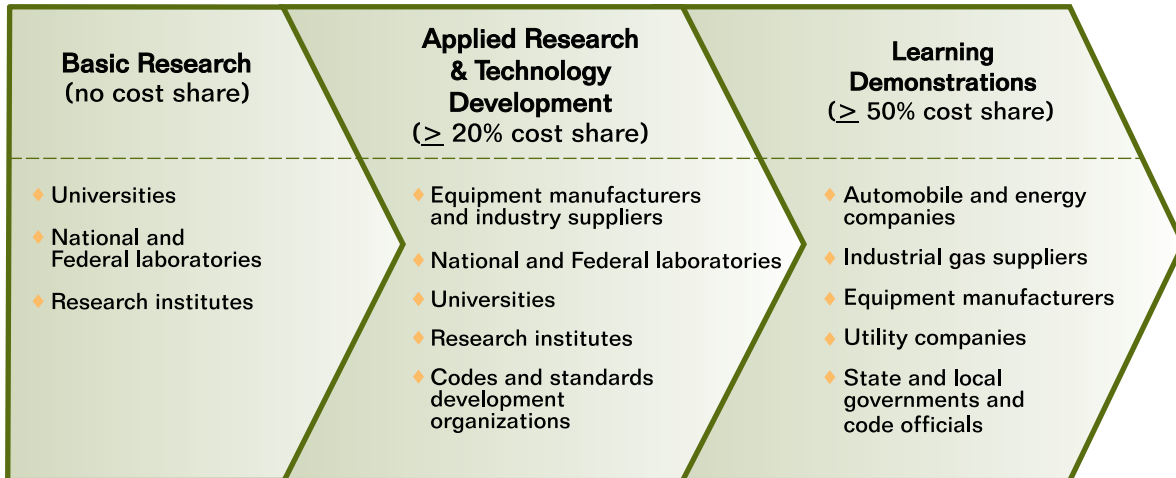 Basic Research
(no cost share)
Universities
National and
Federal laboratories
Research institutes
Applied Research
& Technology
Development
(≥ 20% cost share)
Equipment manufacturers
and industry suppliers
National and Federal laboratories
Universities
Research institutes
Codes and standards
development
organizations
Learning
Demonstrations
(≥ 50% cost share)
Automobile and energy
companies
Industrial gas suppliers
Equipment manufacturers
Utility companies
State and local
governments and
code officials